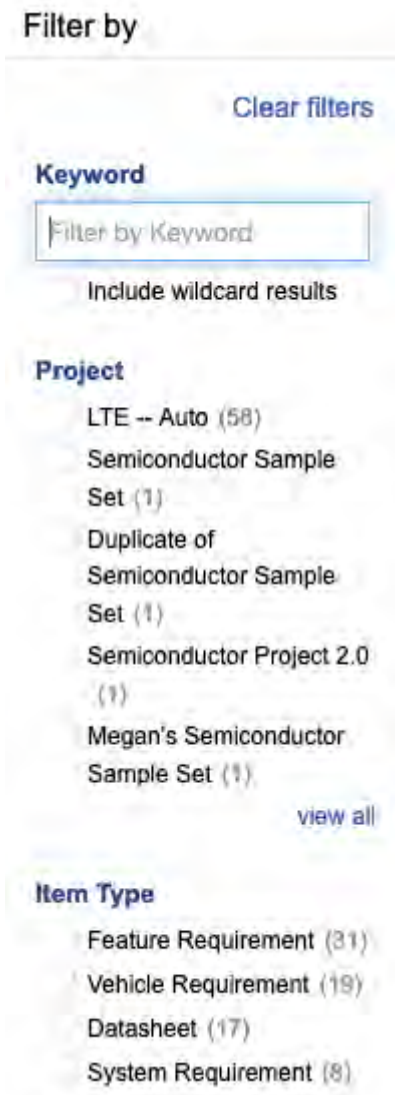 Filter by
Clear filters
Keyword
Filter by Keyword
Include wildcard results
Project
LTE -- Auto (58)
Semiconductor Sample
Set (1)
Duplicate of
Semiconductor Sample
Set (1)
Semiconductor Project 2.0
(1)
Megan's Semiconductor
Sample Set (1)
view all
Item Type
Feature Requirement (31)
Vehicle Requirement (19)
Datasheet (17)
System Requirement (8)